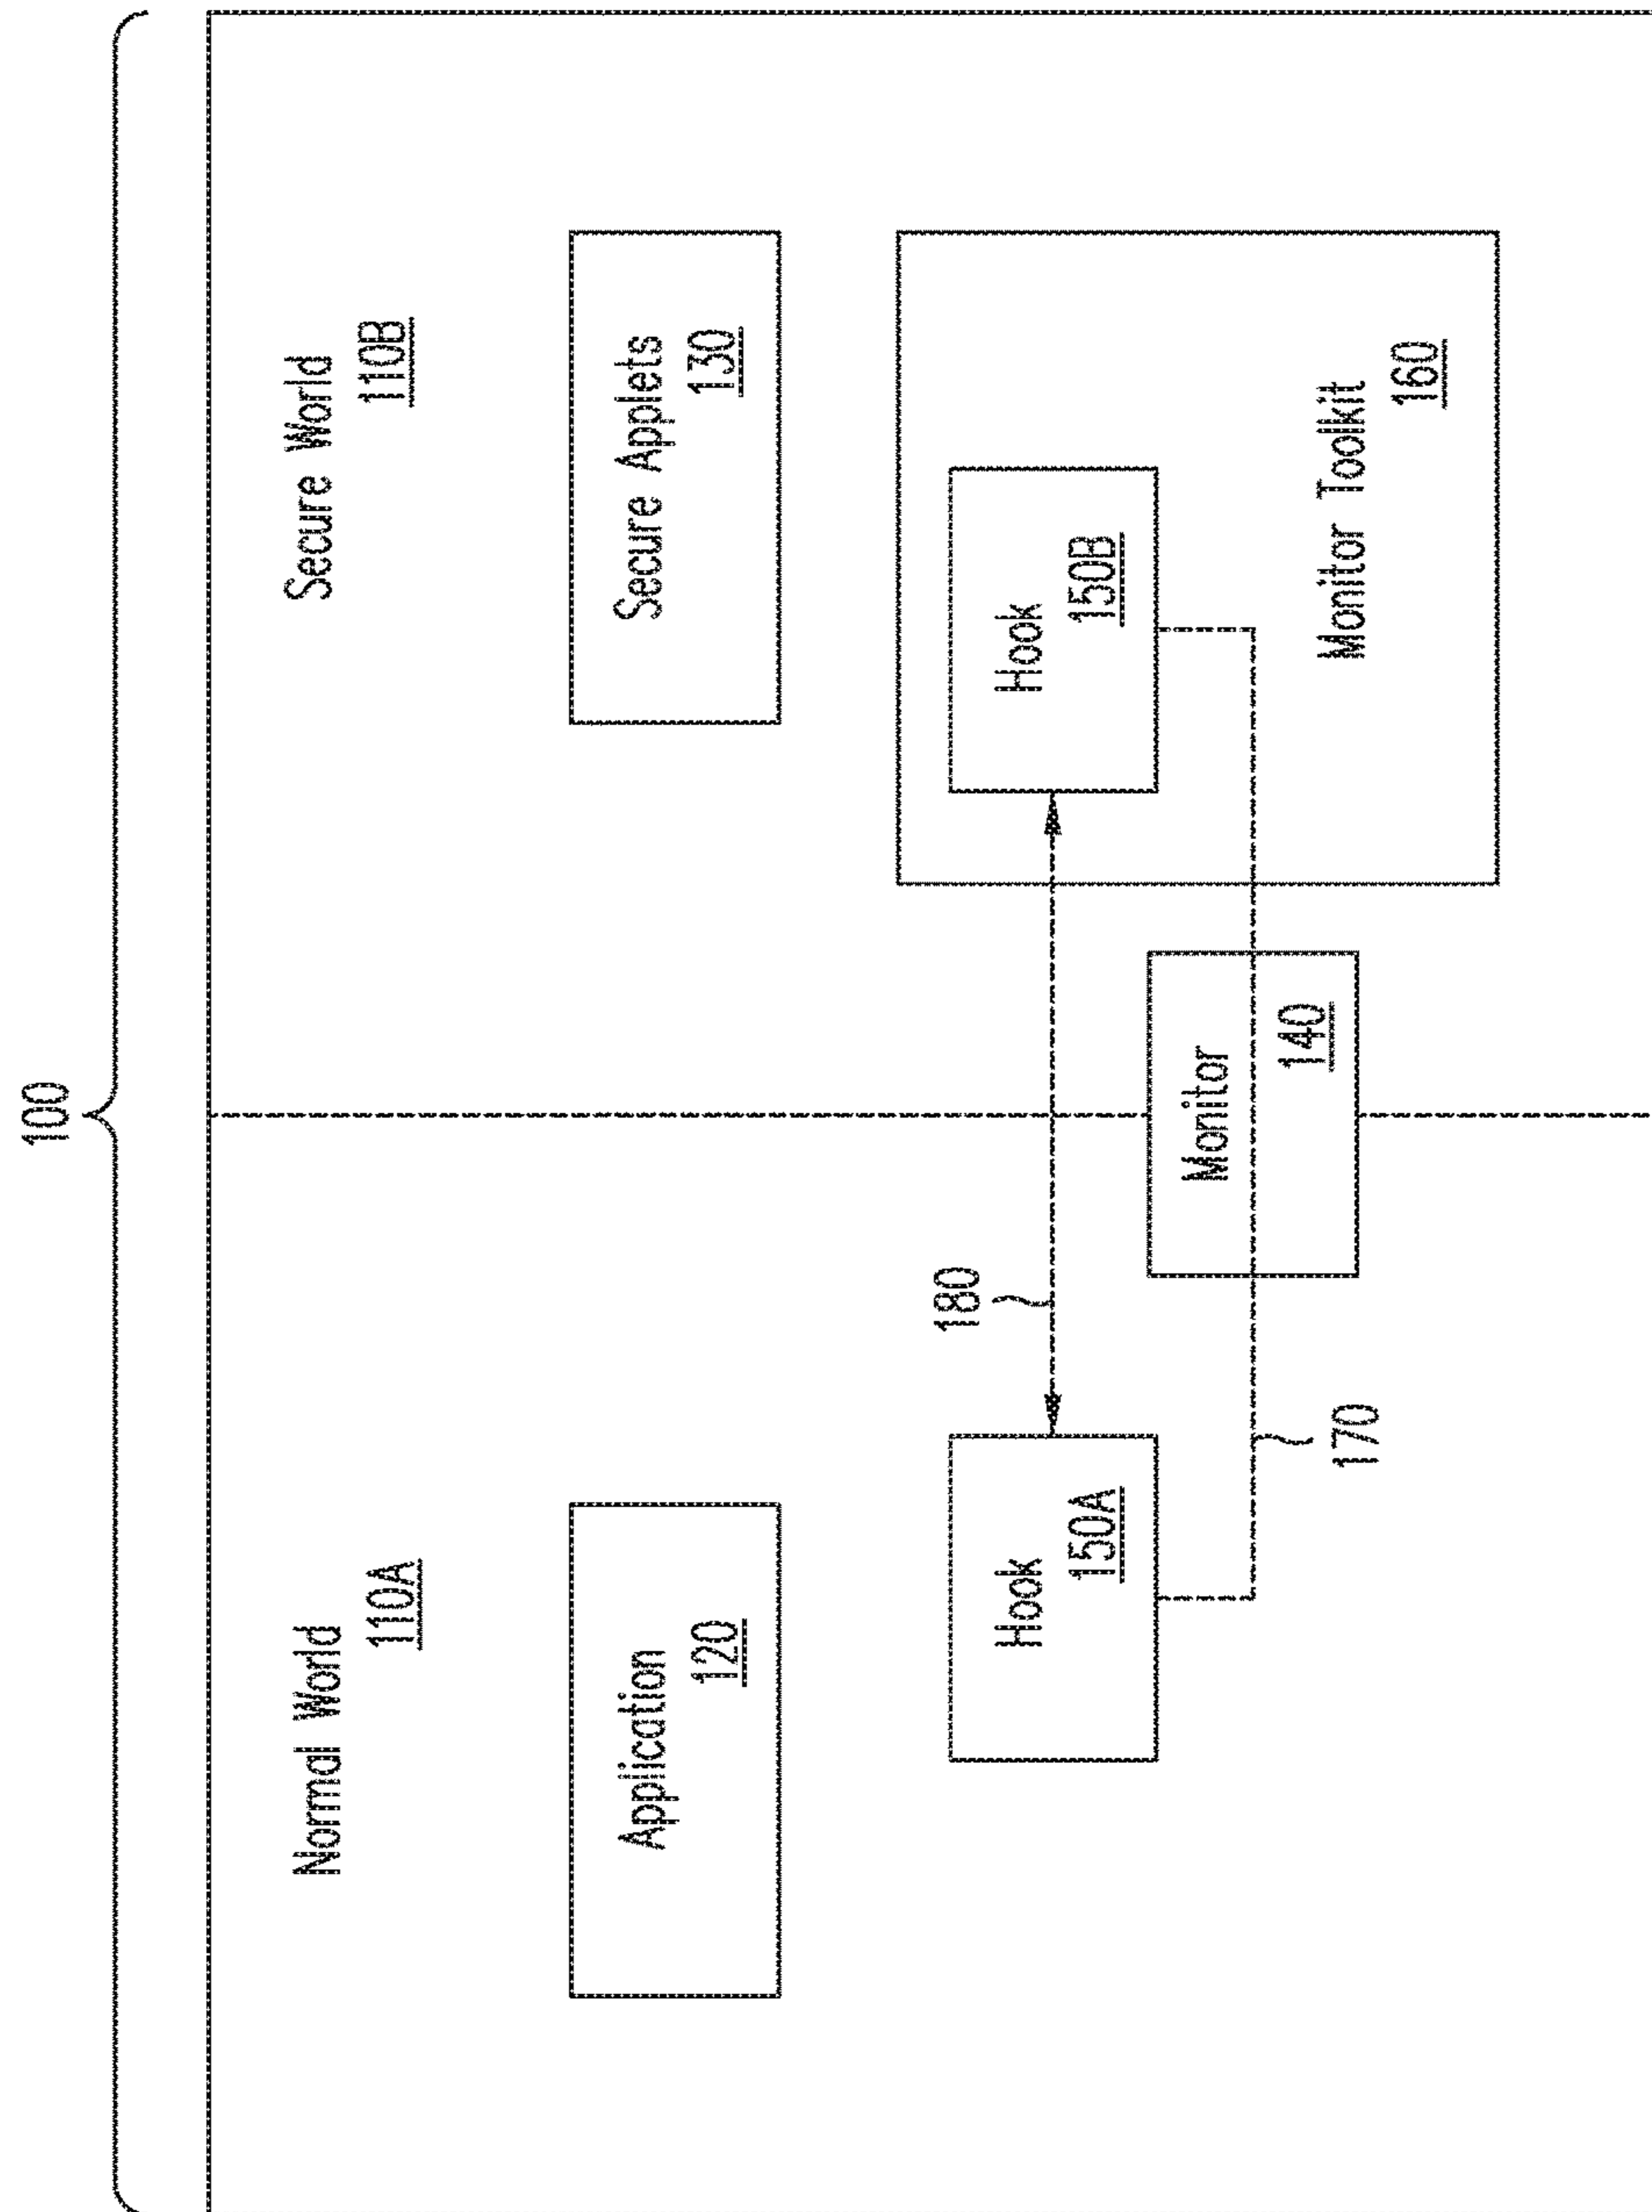 100
Normal World
110A
Secure World
110B
Application
120
Secure Applets
130
180
Hook
150A
Hook
150B
Monitor
140
170
Monitor Toolkit
160